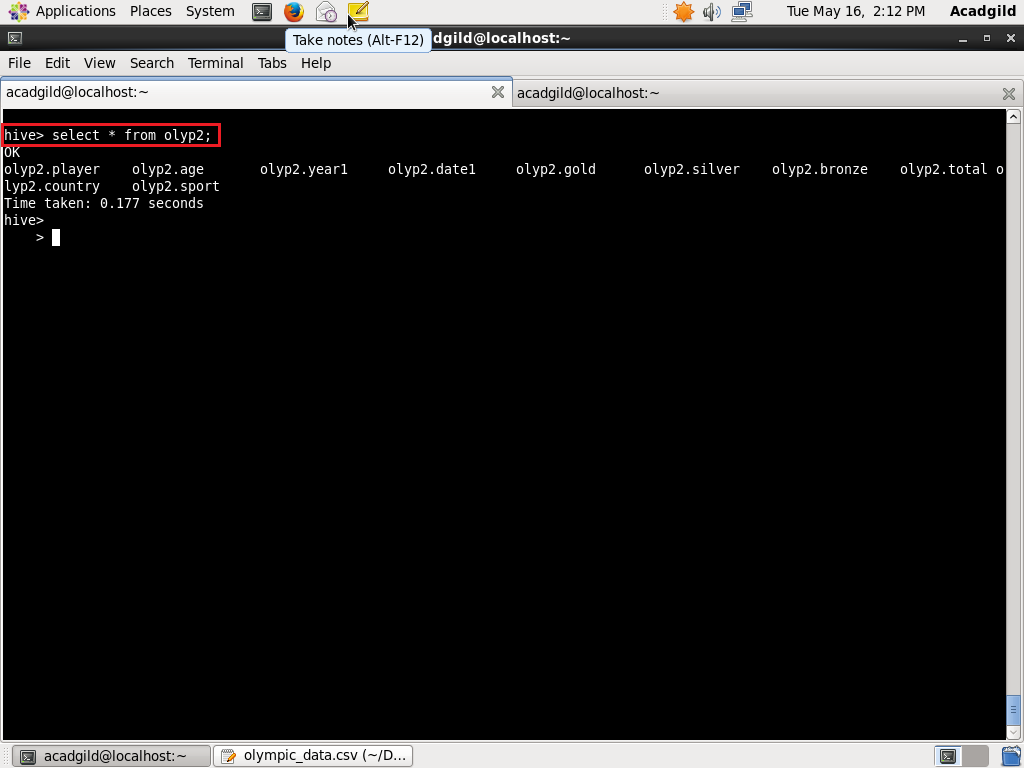 Applications Places System Tue May 16, 2:12 PM Acadgild
Take notes (Alt-F12) dgild@localhost:~
File Edit View Search Terminal Tabs Help
acadgild@localhost:~ acadgild@localhost:~
hive> select * from olyp2;
OK
olyp2.player olyp2.age olyp2.year1 olyp2.date1 olyp2.gold olyp2.silver olyp2.bronze olyp2.total o
lyp2.country olyp2.sport
Time taken: 0.177 seconds
hive>
>
acadgild@localhost:~ olympic_data.csv (~/D...